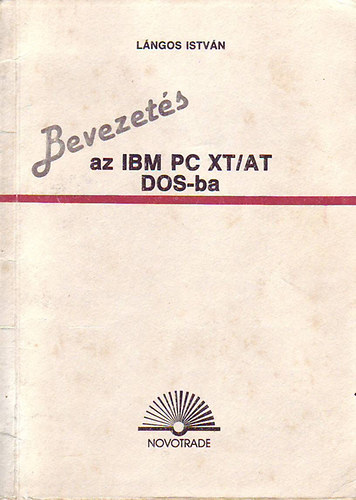 LÁNGOS ISTVÁN
Bevezetés
az IBM PC XT/AT
DOS-ba
NOVOTRADE